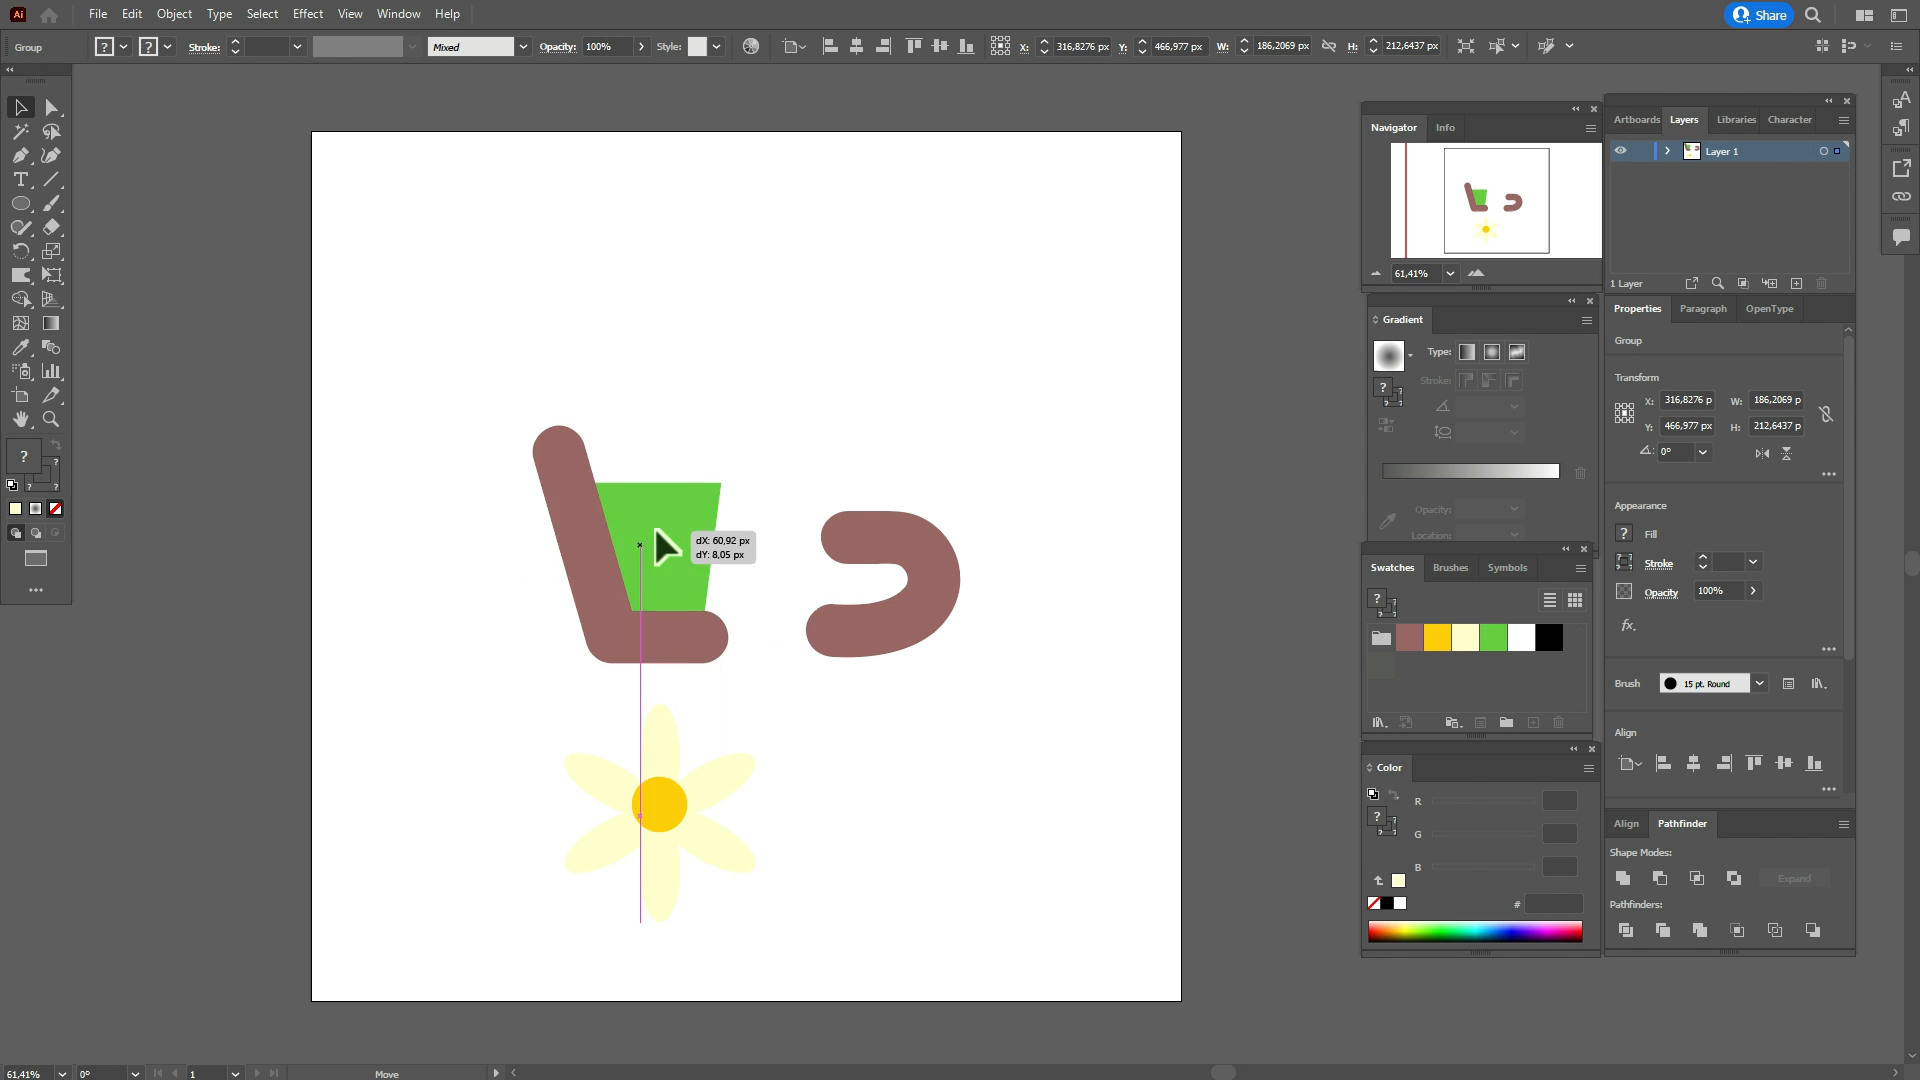 Ai File Edit Object Type Select Effect View Window Help Share
Group ? ? Stroke: Mixed Opacity: 100% Style: X: 316,8276 px Y: 466,977 px W: 186,2069 px H: 212,6437 px
Navigator Info
61,41%
Artboards Layers Libraries Character
Layer 1
1 Layer
Gradient
Type:
Stroke:
?
Opacity:
Location:
Properties Paragraph OpenType
Group
Transform
X: 316,8276 p W: 186,2069 p
Y: 466,977 px H: 212,6437 p
0°
Appearance
? Fill
Stroke
Opacity 100%
fx.
Brush 15 pt. Round
Align
dX: 60,92 px
dY: 8,05 px
Swatches Brushes Symbols
?
Color
R
? G
B
#
Align Pathfinder
Shape Modes:
Expand
Pathfinders:
T
? ?
? ?
61,41% 0° 1 Move